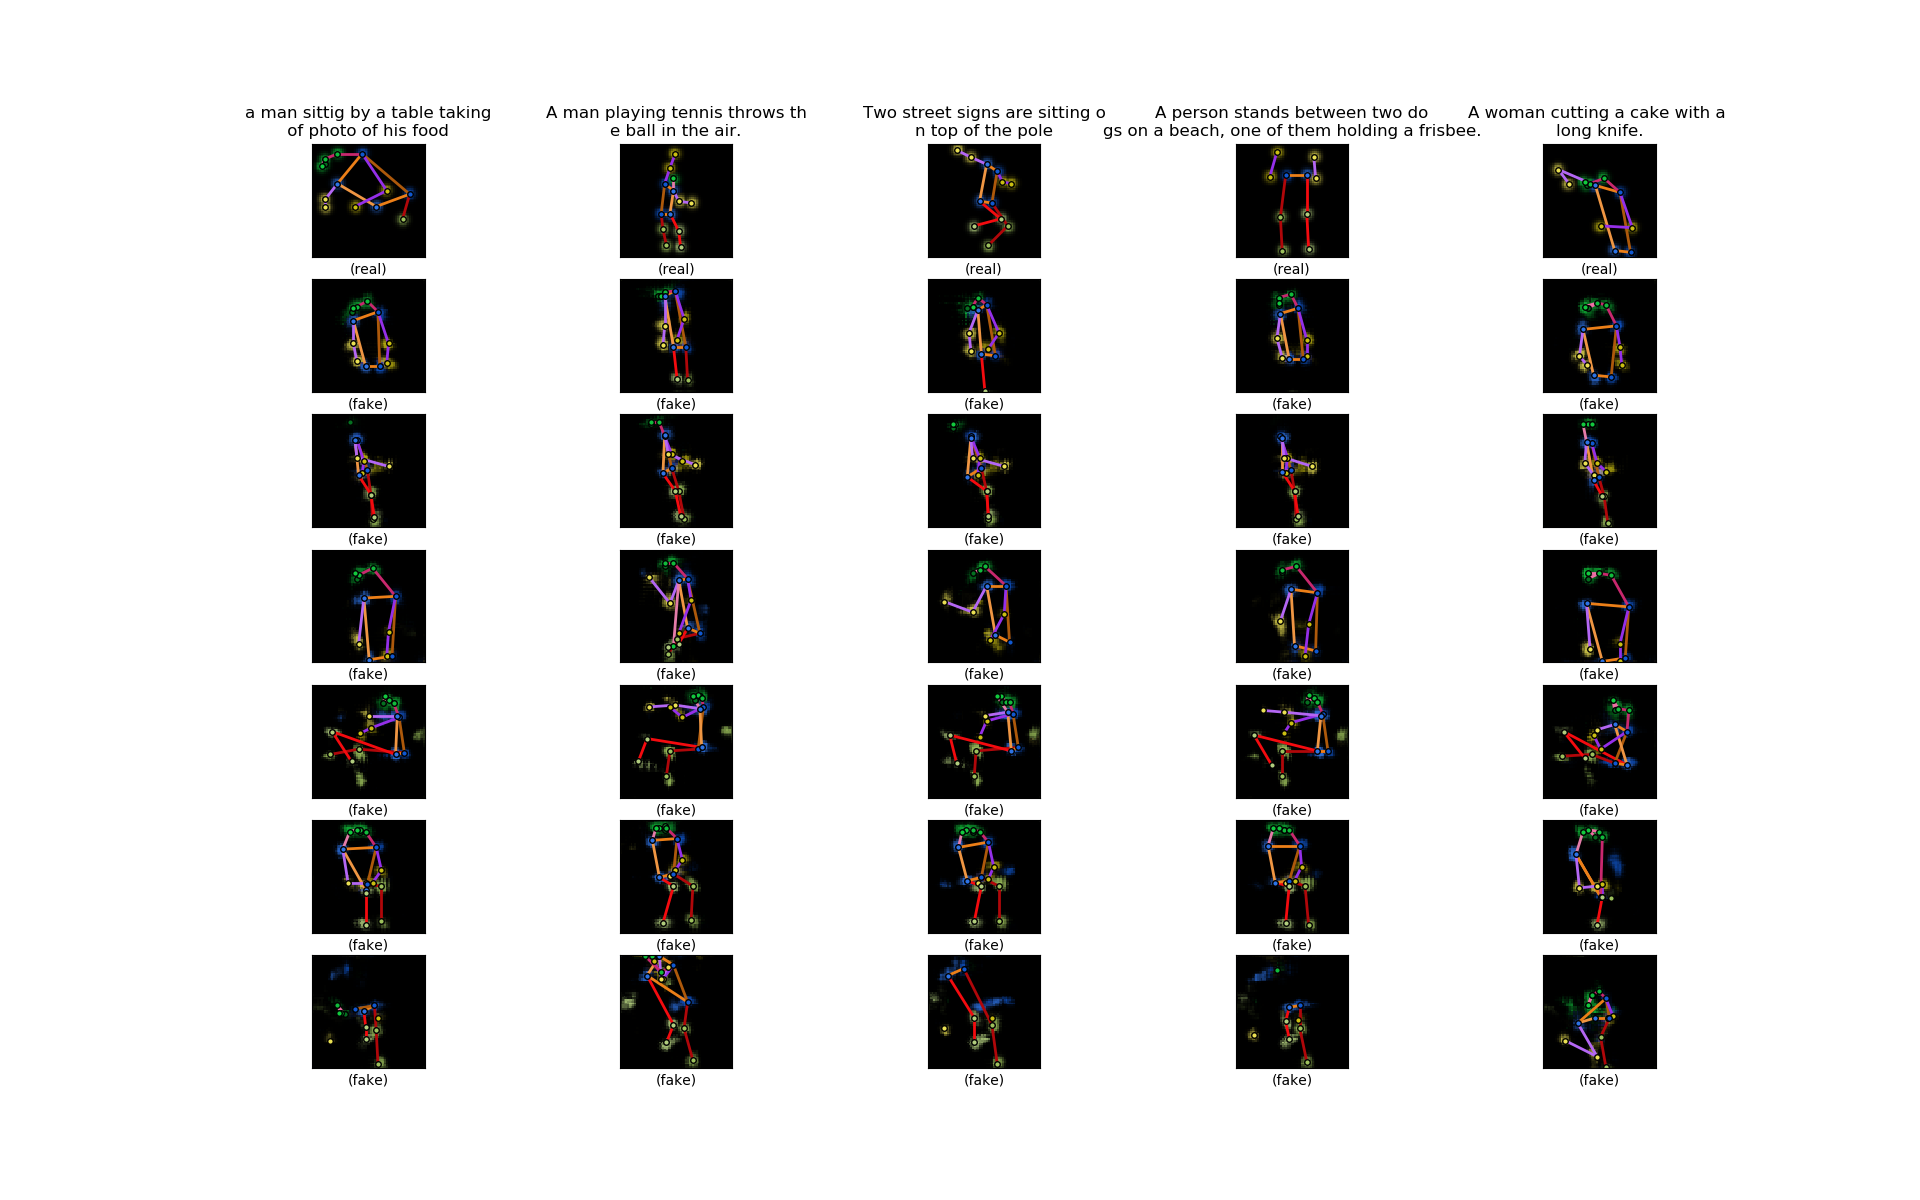 a man sittig by a table taking
of photo of his food
A man playing tennis throws th
e ball in the air.
Two street signs are sitting o
n top of the pole
A person stands between two do
gs on a beach, one of them holding a frisbee.
A woman cutting a cake with a
long knife.
(real) (real) (real) (real) (real)
(fake) (fake) (fake) (fake) (fake)
(fake) (fake) (fake) (fake) (fake)
(fake) (fake) (fake) (fake) (fake)
(fake) (fake) (fake) (fake) (fake)
(fake) (fake) (fake) (fake) (fake)
(fake) (fake) (fake) (fake) (fake)